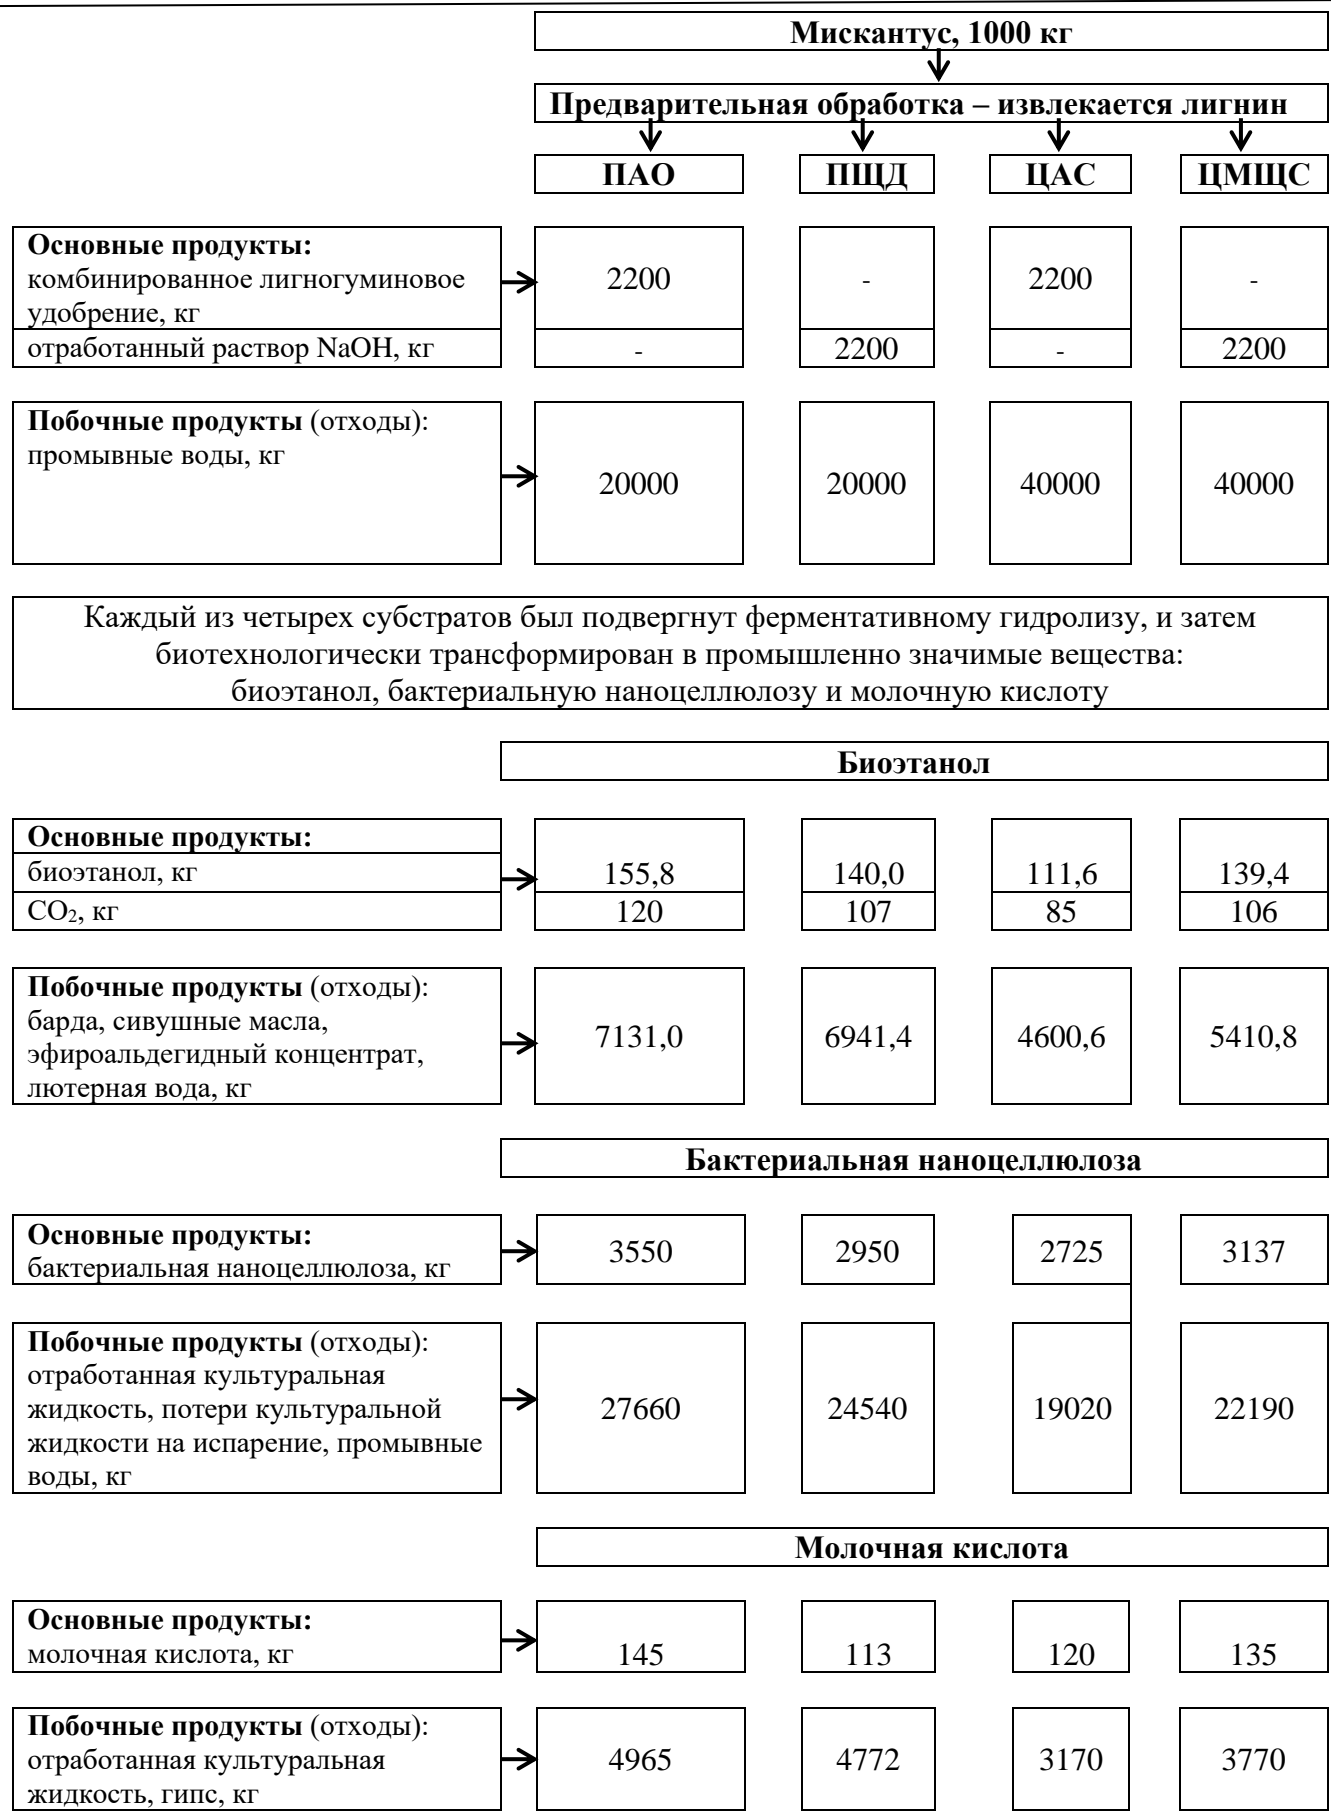 Мискантус, 1000 кг
Предварительная обработка – извлекается лигнин
ПАО ПЩД ЦАС ЦМЩС
Основные продукты:
комбинированное лигногуминовое
удобрение, кг
2200 - 2200 -
отработанный раствор NaOH, кг - 2200 - 2200
Побочные продукты (отходы):
промывные воды, кг
20000 20000 40000 40000
Каждый из четырех субстратов был подвергнут ферментативному гидролизу, и затем
биотехнологически трансформирован в промышленно значимые вещества:
биоэтанол, бактериальную наноцеллюлозу и молочную кислоту
Биоэтанол
Основные продукты:
биоэтанол, кг 155,8 140,0 111,6 139,4
CO₂, кг 120 107 85 106
Побочные продукты (отходы):
барда, сивушные масла,
эфироальдегидный концентрат,
лютерная вода, кг
7131,0 6941,4 4600,6 5410,8
Бактериальная наноцеллюлоза
Основные продукты:
бактериальная наноцеллюлоза, кг
3550 2950 2725 3137
Побочные продукты (отходы):
отработанная культуральная
жидкость, потери культуральной
жидкости на испарение, промывные
воды, кг
27660 24540 19020 22190
Молочная кислота
Основные продукты:
молочная кислота, кг 145 113 120 135
Побочные продукты (отходы):
отработанная культуральная
жидкость, гипс, кг
4965 4772 3170 3770